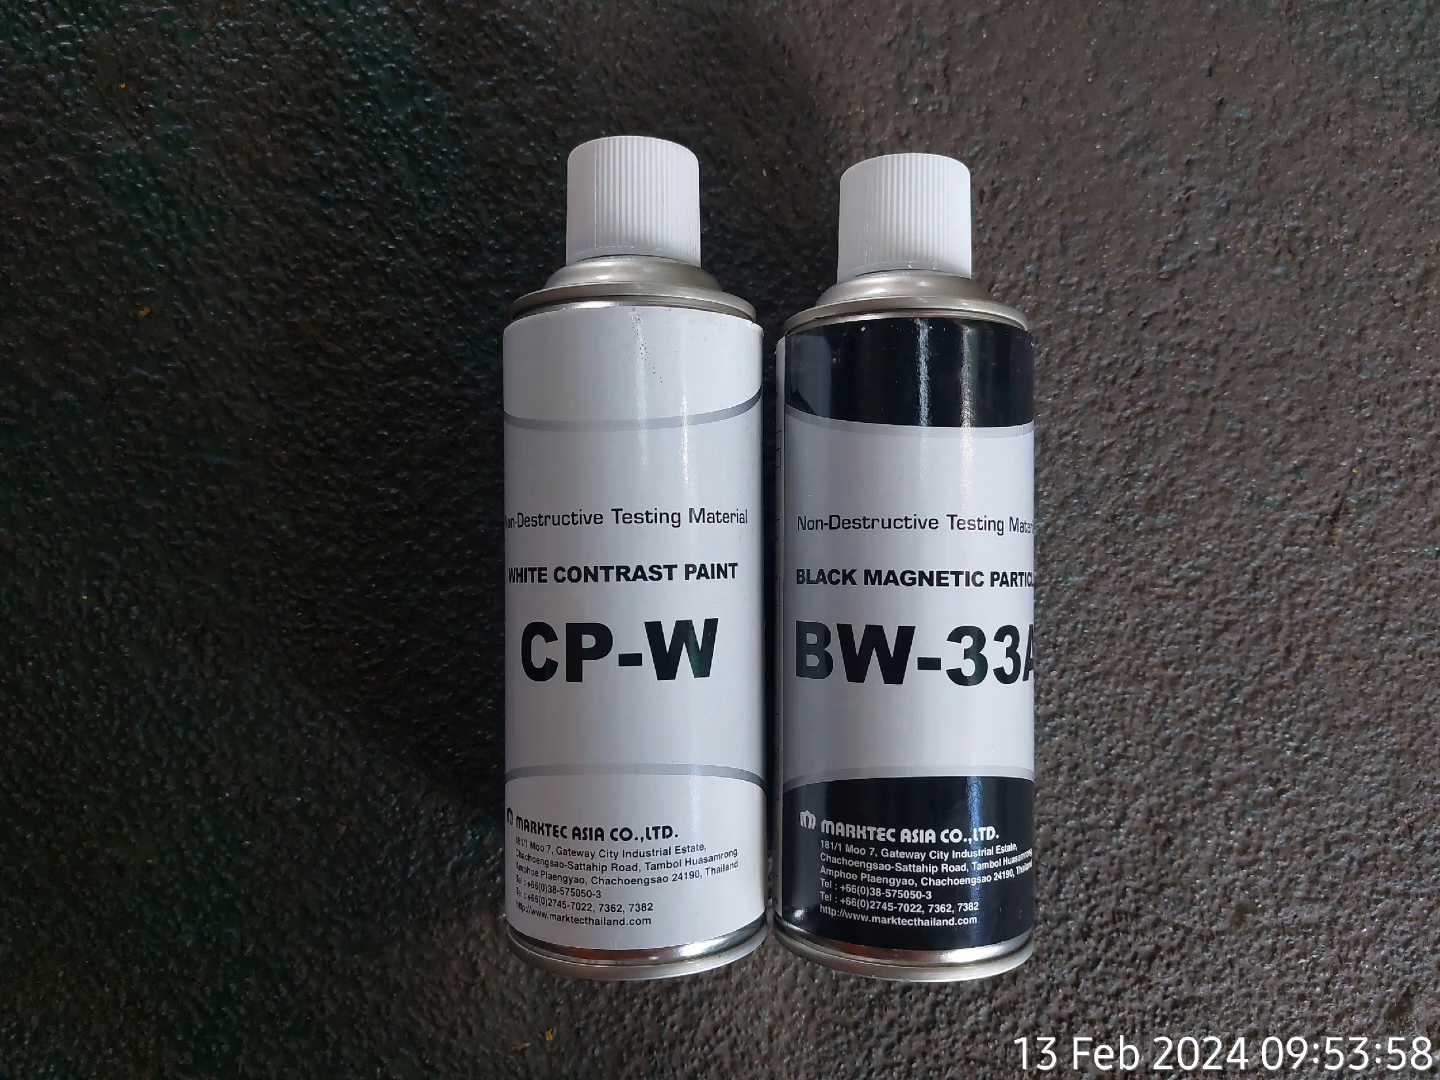 on-Destructive Testing Material
WHITE CONTRAST PAINT
CP-W
MARKTEC ASIA CO.,LTD.
181/1 Moo 7, Gateway City Industrial Estate,
Chachoengsao-Sattahip Road, Tambol Huasamrong,
Amphoe Plaengyao, Chachoengsao 24190, Thailand
Tel : +66(0)38-575050-3
Tel : +66(0)2745-7022, 7362, 7382
http://www.marktecthailand.com
Non-Destructive Testing Mater
BLACK MAGNETIC PARTICL
BW-33A
MARKTEC ASIA CO.,LTD.
181/1 Moo 7, Gateway City Industrial Estate,
Chachoengsao-Sattahip Road, Tambol Huasamrong,
Amphoe Plaengyao, Chachoengsao 24190, Thailand
Tel : +66(0)38-575050-3
Tel : +66(0)2745-7022, 7362, 7382
http://www.marktecthailand.com
13 Feb 2024 09:53:58